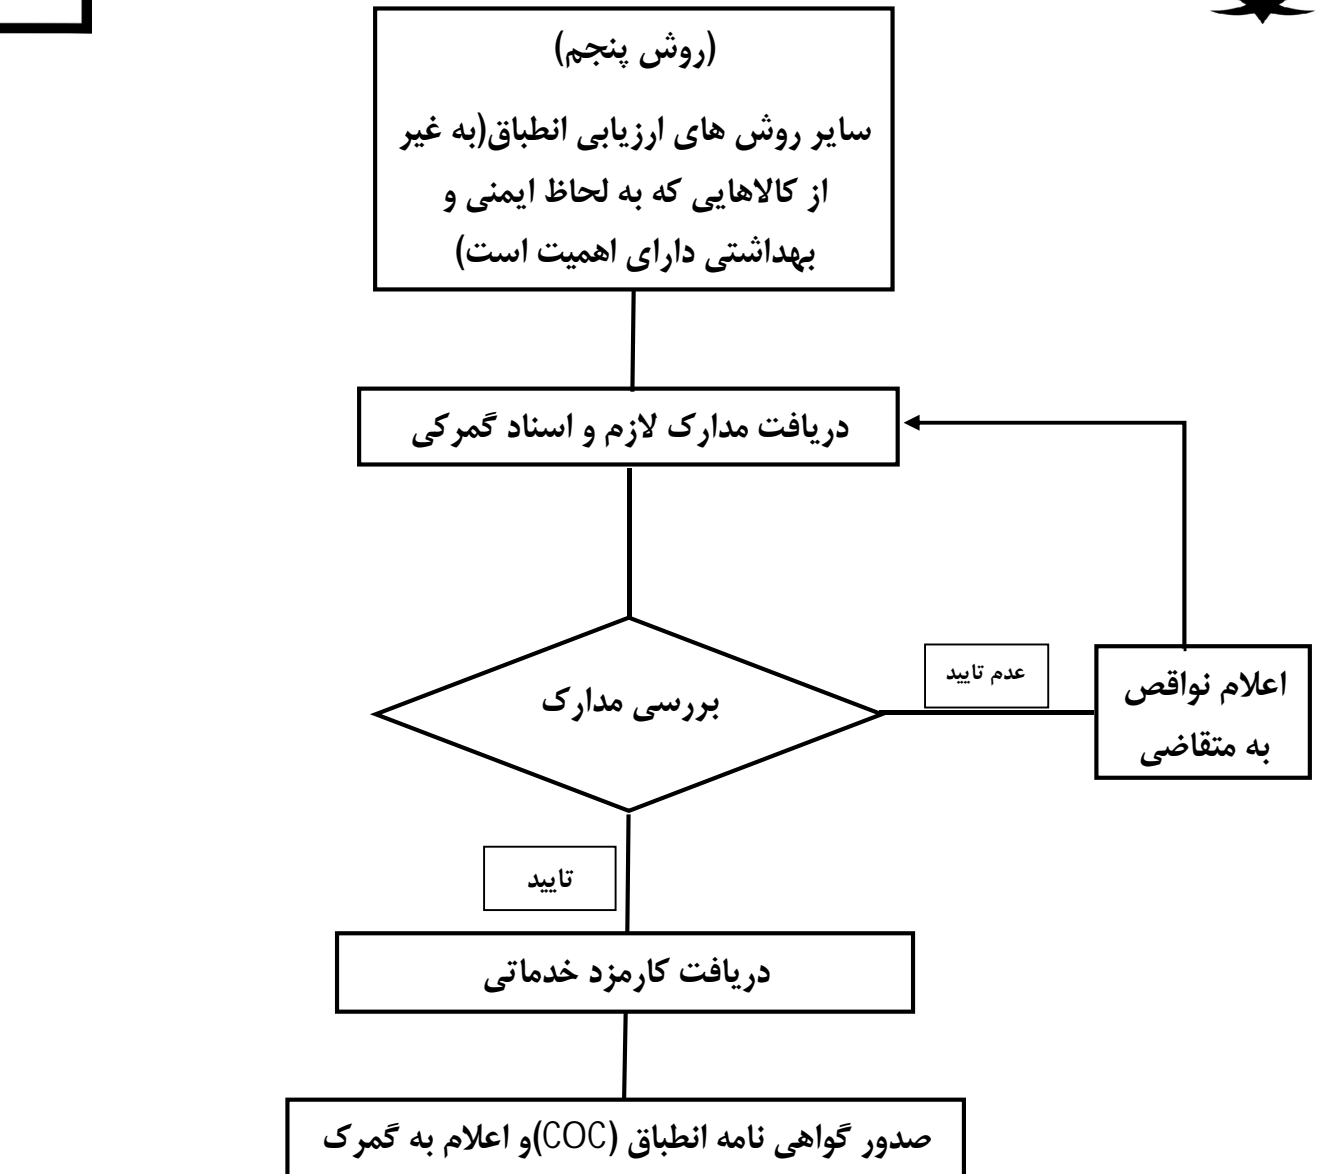 (روش پنجم)
سایر روش های ارزیابی انطباق(به غیر
از کالاهایی که به لحاظ ایمنی و
بهداشتی دارای اهمیت است)
دریافت مدارک لازم و اسناد گمرکی
بررسی مدارک
عدم تایید
اعلام نواقص
به متقاضی
تایید
دریافت کارمزد خدماتی
صدور گواهی نامه انطباق (COC)و اعلام به گمرک